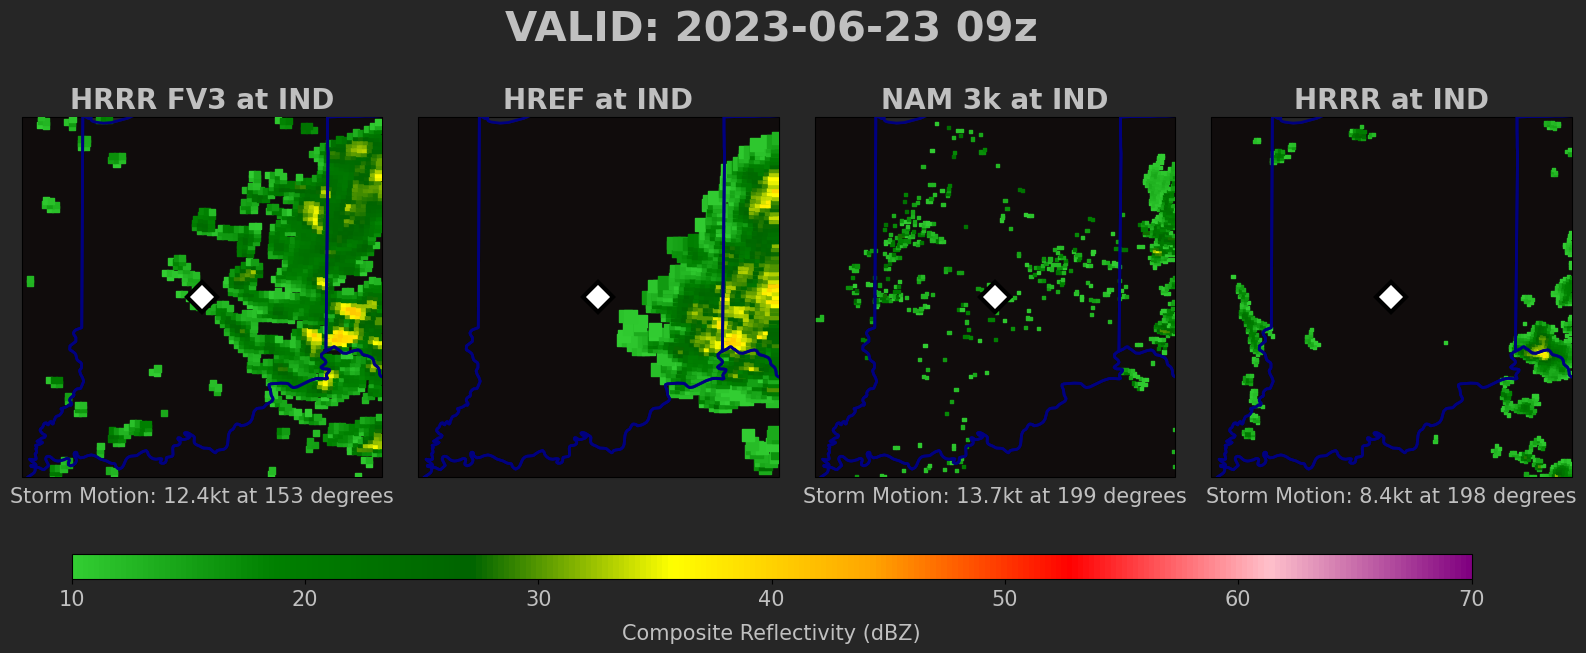 VALID: 2023-06-23 09z
HRRR FV3 at IND
HREF at IND
NAM 3k at IND
HRRR at IND
Storm Motion: 12.4kt at 153 degrees
Storm Motion: 13.7kt at 199 degrees
Storm Motion: 8.4kt at 198 degrees
10 20 30 40 50 60 70
Composite Reflectivity (dBZ)